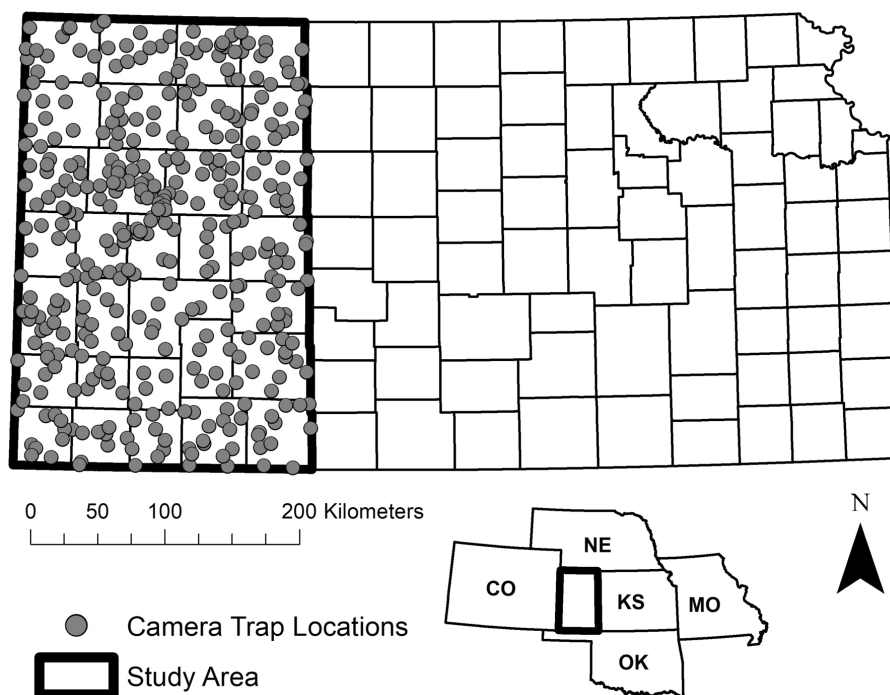 0 50 100 200 Kilometers
N
NE
CO
KS
MO
OK
Camera Trap Locations
Study Area